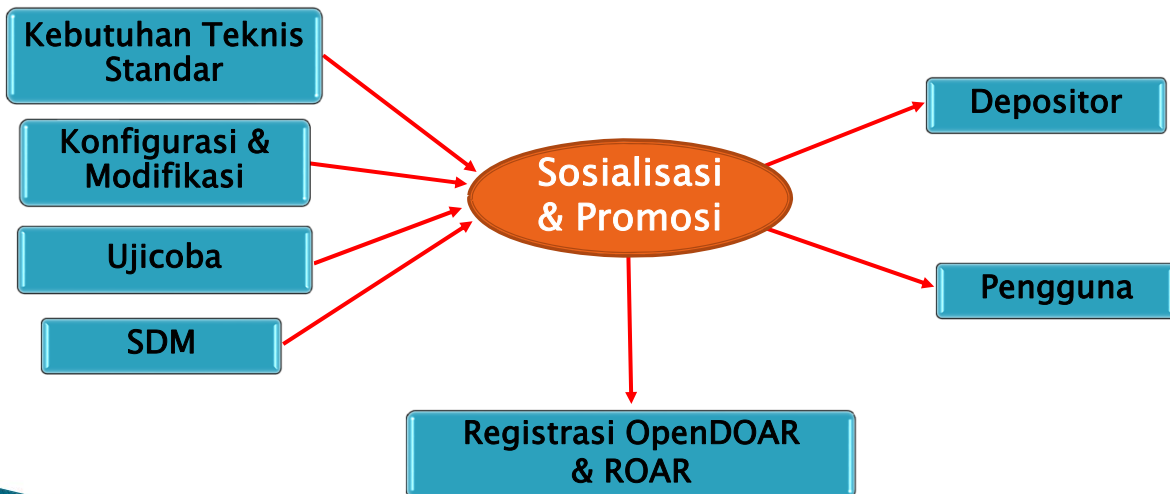 Kebutuhan Teknis
Standar
Konfigurasi &
Modifikasi
Ujicoba
SDM
Sosialisasi
& Promosi
Depositor
Pengguna
Registrasi OpenDOAR
& ROAR